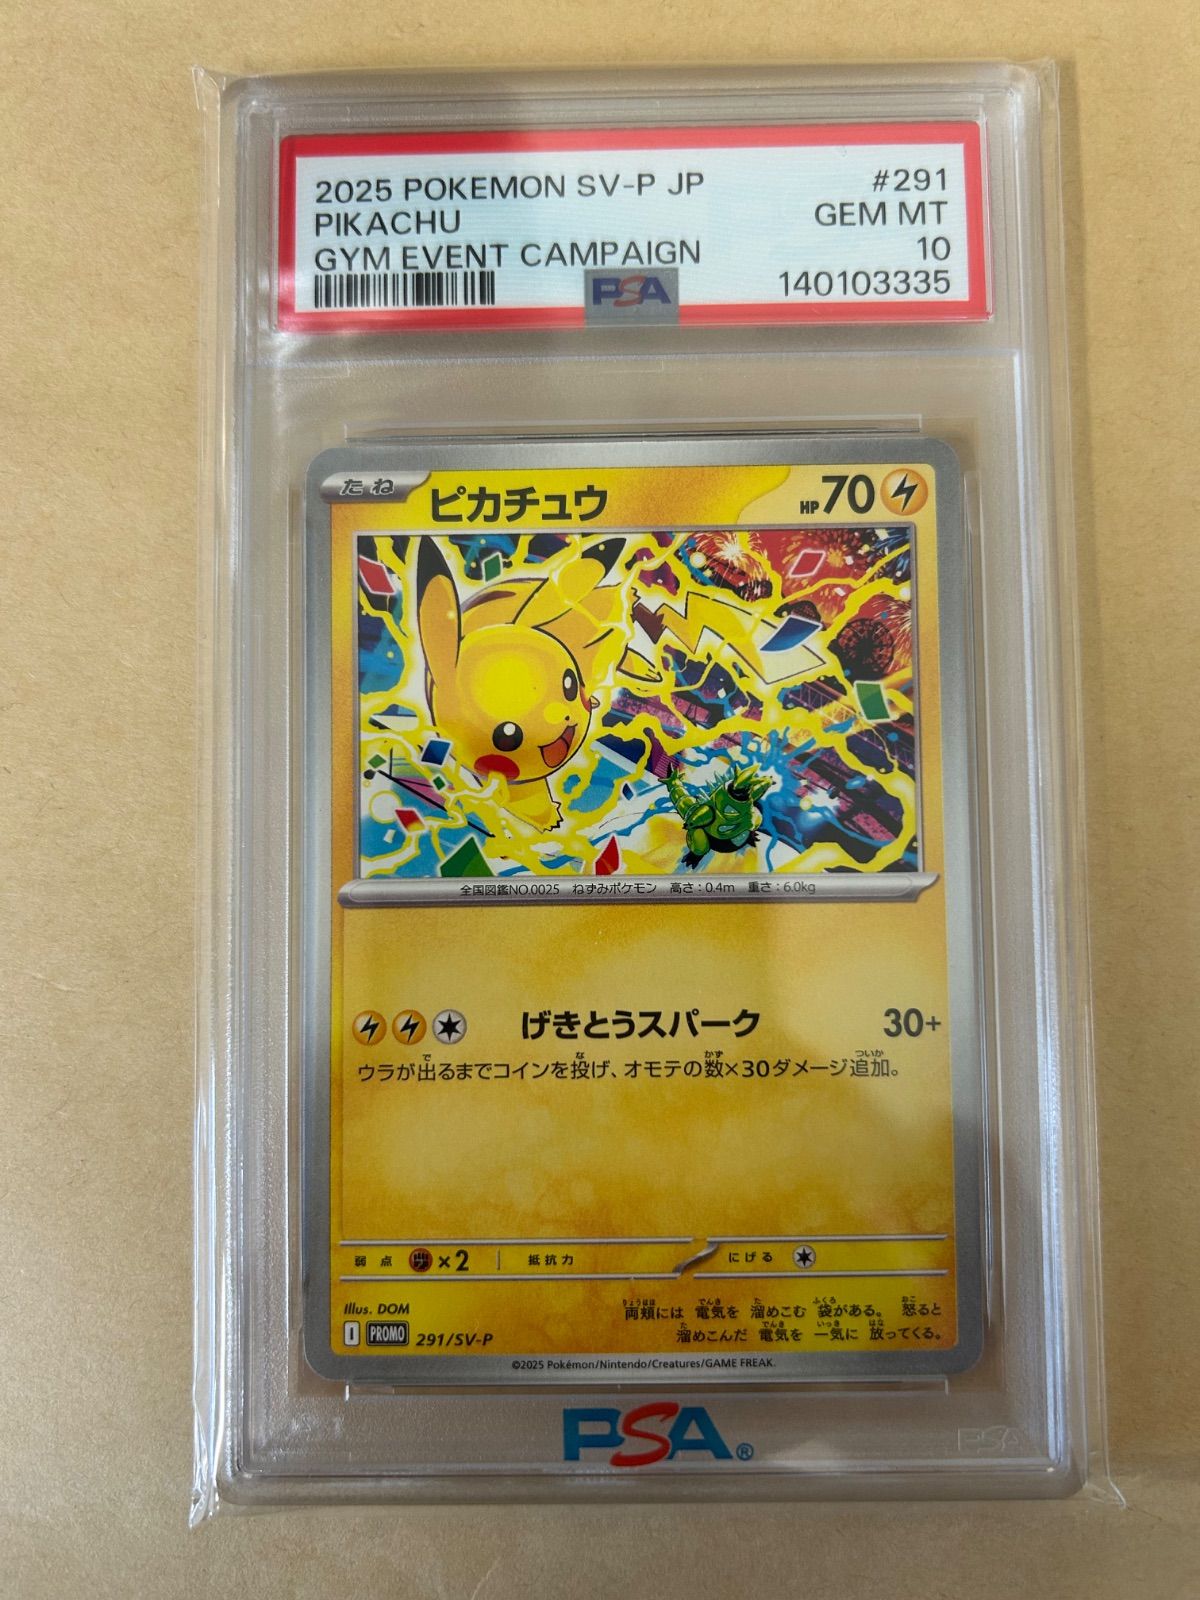 2025 POKEMON SV-P JP #291
PIKACHU GEM MT
GYM EVENT CAMPAIGN 10
PSA 140103335
たね ピカチュウ HP70
全国図鑑NO.0025 ねずみポケモン 高さ:0.4m 重さ:6.0kg
げきとうスパーク 30+
ウラが出るまでコインを投げ、オモテの数×30ダメージ追加。
弱点 ×2 抵抗力 にげる
Illus. DOM
両頬には 電気を 溜めこむ 袋がある。 怒ると
溜めこんだ 電気を 一気に 放ってくる。
I PROMO 291/SV-P
©2025 Pokémon/Nintendo/Creatures/GAME FREAK.
PSA®
PSA